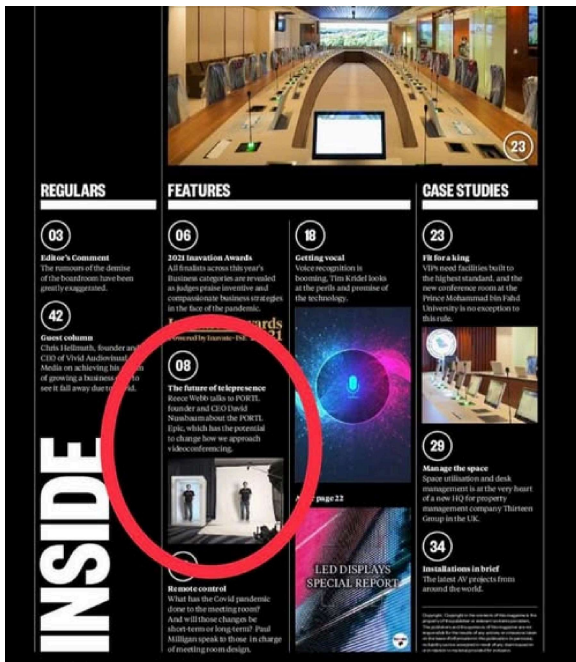 23
REGULARS
03
Editor's Comment
The rumours of the demise
of the boardroom have been
greatly exaggerated.
42
Guest column
Chris Hellmuth, founder and
CEO of Vivid Audiovisual
Media on achieving his
of growing a business
see it fall away due to
INSIDE
FEATURES
06
2021 Inavation Awards
All finalists across this year's
Business categories are revealed
as judges praise inventive and
compassionate business strategies
in the face of the pandemic.
2021
08
The future of telepresence
Reece Webb talks to PORTL
founder and CEO David
Nussbaum about the PORTL
Epic, which has the potential
to change how we approach
videoconferencing.
Remote control
What has the Covid pandemic
done to the meeting room?
And will those changes be
short-term or long-term? Paul
Milligan speaks to those in charge
of meeting room design.
18
Getting vocal
Voice recognition is
booming, Tim Kridel looks
at the perils and promise of
the technology.
page 22
LED DISPLAYS
SPECIAL REPORT
CASE STUDIES
23
Fit for a king
VIPs need facilities built to
the highest standard, and the
new conference room at the
Prince Mohammad bin Fahd
University is no exception to
this rule.
29
Manage the space
Space utilisation and desk
management is at the very heart
of a new HQ for property
management company Thirteen
Group in the UK.
34
Installations in brief
The latest AV projects from
around the world.